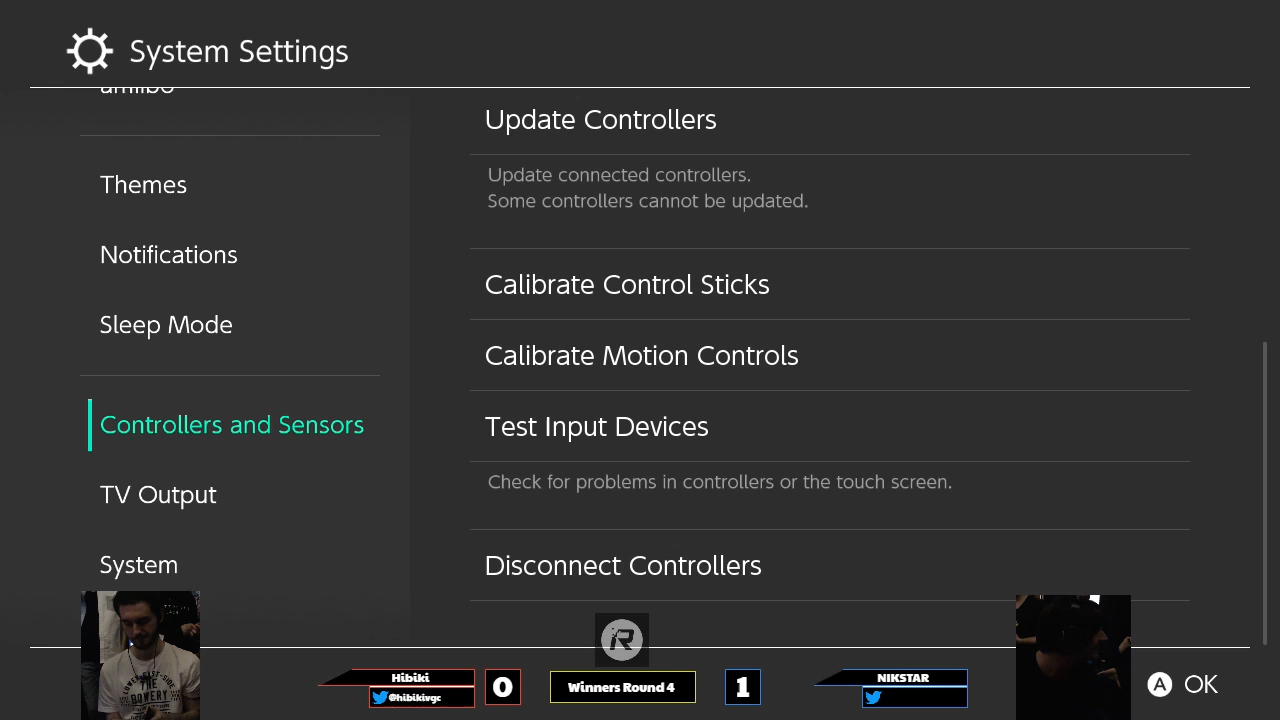 System Settings
amiibo
Themes
Notifications
Sleep Mode
Controllers and Sensors
TV Output
System
Update Controllers
Update connected controllers.
Some controllers cannot be updated.
Calibrate Control Sticks
Calibrate Motion Controls
Test Input Devices
Check for problems in controllers or the touch screen.
Disconnect Controllers
THE
BOWERY
R
Hibiki
@hibikivgc
0
Winners Round 4
1
NIKSTAR
A OK